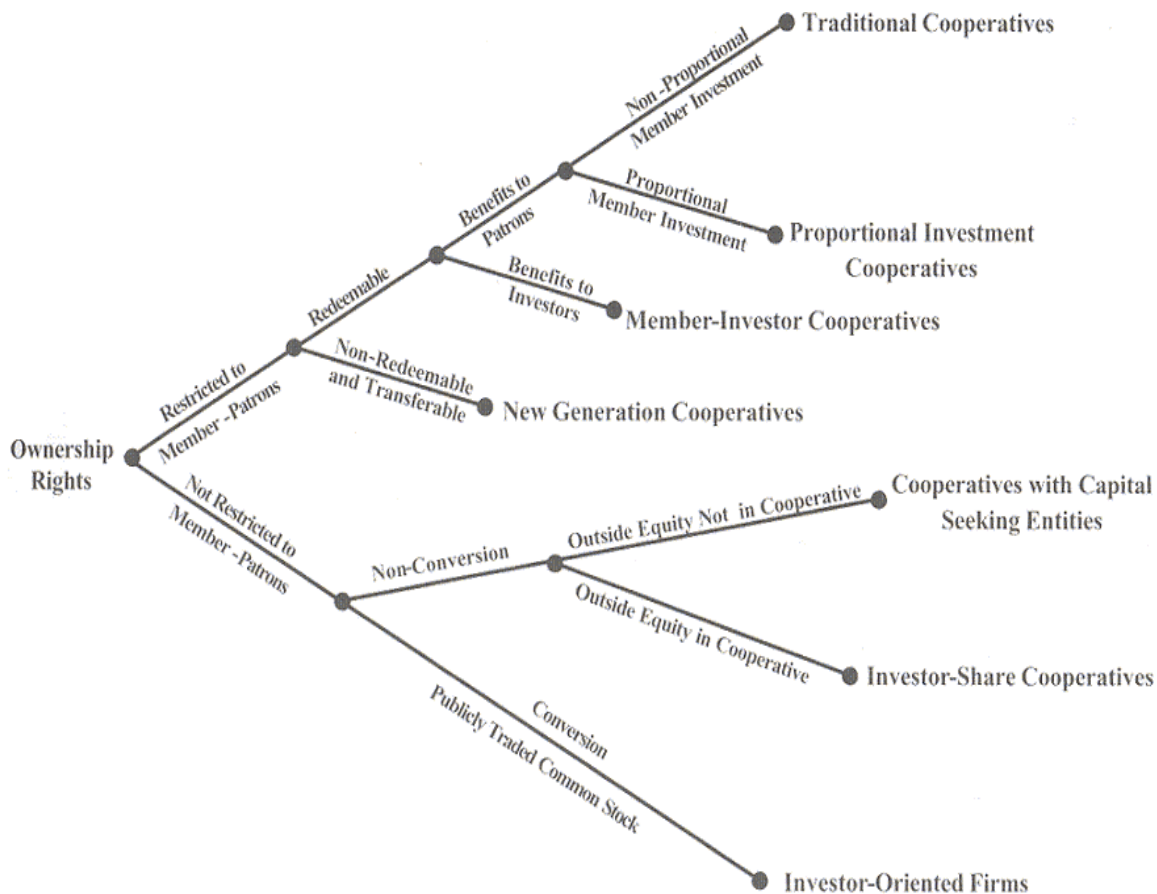 Traditional Cooperatives
Non-Proportional
Member Investment
Proportional
Member Investment
Proportional Investment
Cooperatives
Benefits to
Patrons
Benefits to
Investors
Member-Investor Cooperatives
Redeemable
Non-Redeemable
and Transferable
New Generation Cooperatives
Restricted to
Member-Patrons
Ownership
Rights
Not Restricted to
Member-Patrons
Non-Conversion
Outside Equity Not in Cooperative
Cooperatives with Capital
Seeking Entities
Outside Equity in Cooperative
Investor-Share Cooperatives
Conversion
Publicly Traded Common Stock
Investor-Oriented Firms